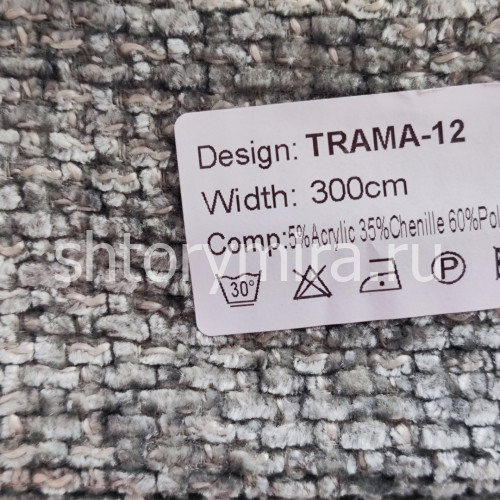 Design: TRAMA-12
Width: 300cm
Comp:5%Acrylic 35%Chenille 60%Pol
shtorymira.ru
30°
P